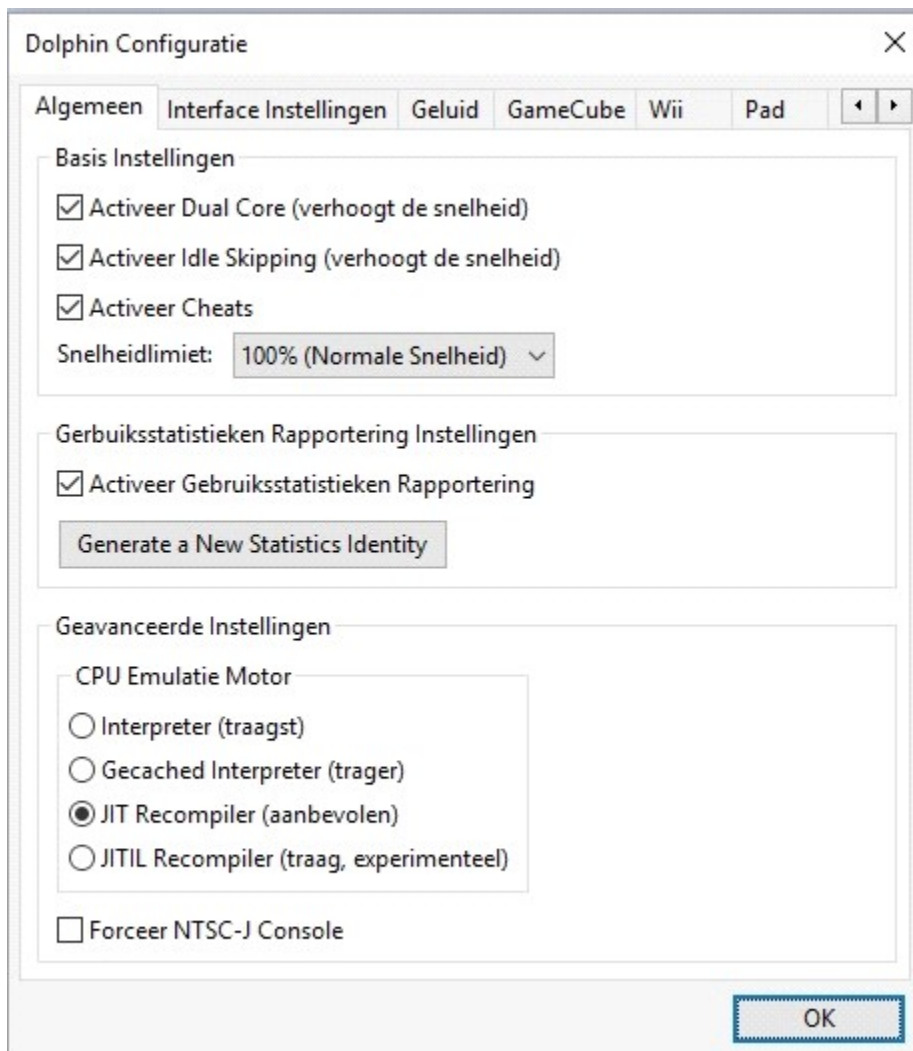 Dolphin Configuratie
Algemeen Interface Instellingen Geluid GameCube Wii Pad
Basis Instellingen
Activeer Dual Core (verhoogt de snelheid)
Activeer Idle Skipping (verhoogt de snelheid)
Activeer Cheats
Snelheidlimiet: 100% (Normale Snelheid)
Gerbuiksstatistieken Rapportering Instellingen
Activeer Gebruiksstatistieken Rapportering
Generate a New Statistics Identity
Geavanceerde Instellingen
CPU Emulatie Motor
Interpreter (traagst)
Gecached Interpreter (trager)
JIT Recompiler (aanbevolen)
JITIL Recompiler (traag, experimenteel)
Forceer NTSC-J Console
OK